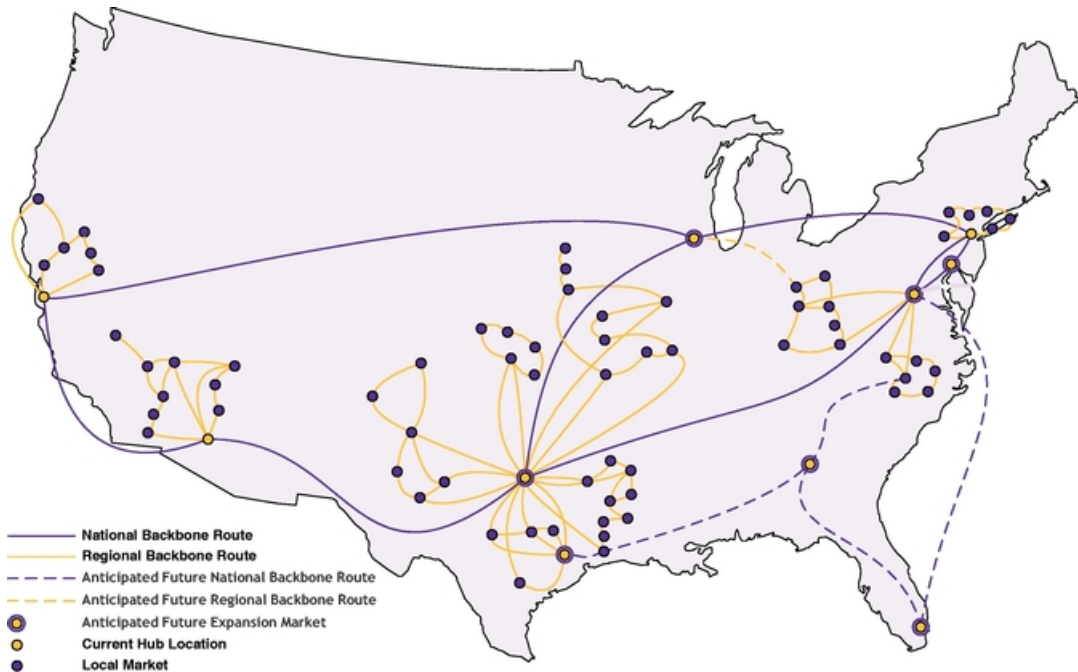 National Backbone Route
Regional Backbone Route
Anticipated Future National Backbone Route
Anticipated Future Regional Backbone Route
Anticipated Future Expansion Market
Current Hub Location
Local Market